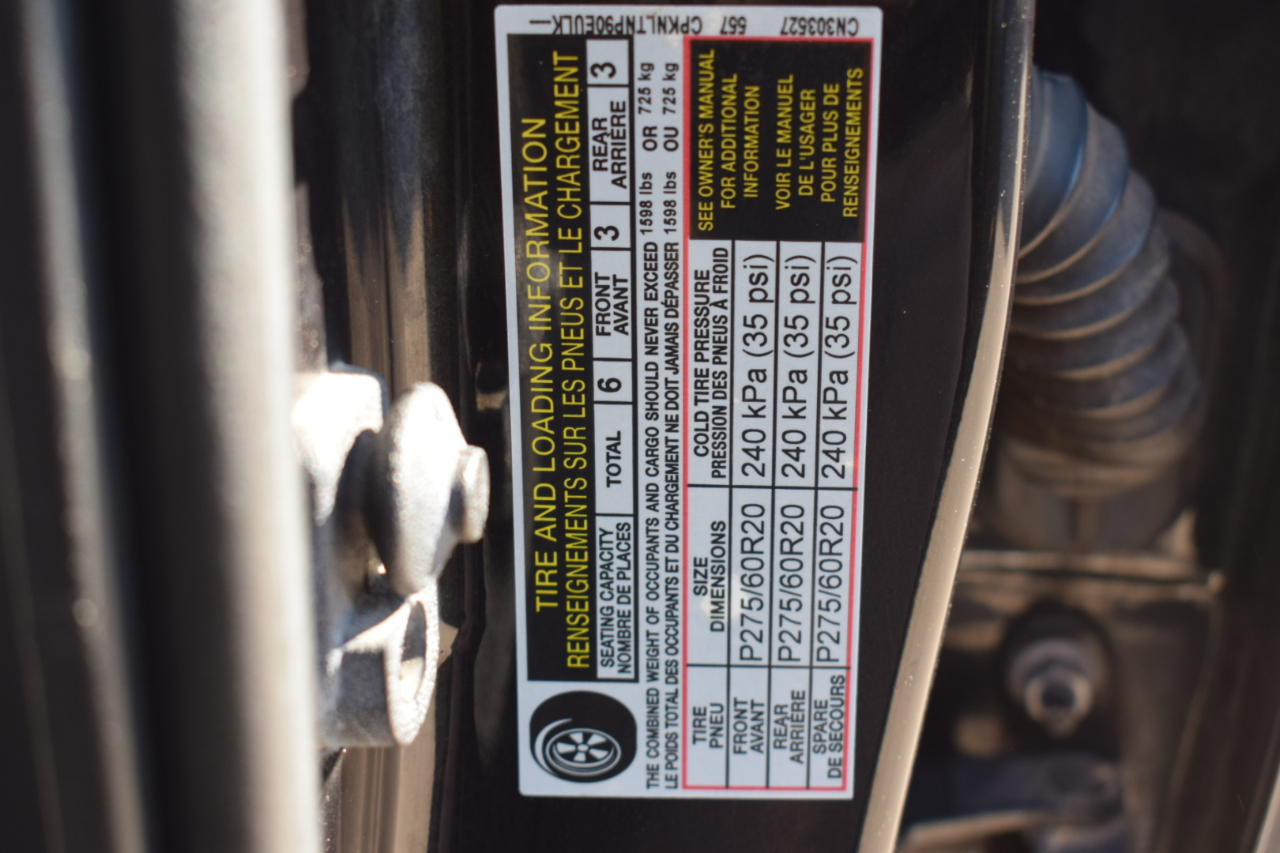 TIRE AND LOADING INFORMATION
RENSEIGNEMENTS SUR LES PNEUS ET LE CHARGEMENT
SEATING CAPACITY
NOMBRE DE PLACES
TOTAL 6
FRONT
AVANT
3
REAR
ARRIÈRE
3
THE COMBINED WEIGHT OF OCCUPANTS AND CARGO SHOULD NEVER EXCEED 1598 lbs OR 725 kg
LE POIDS TOTAL DES OCCUPANTS ET DU CHARGEMENT NE DOIT JAMAIS DÉPASSER 1598 lbs OU 725 kg
TIRE
PNEU
SIZE
DIMENSIONS
COLD TIRE PRESSURE
PRESSION DES PNEUS À FROID
FRONT
AVANT
P275/60R20 240 kPa (35 psi)
REAR
ARRIÈRE
P275/60R20 240 kPa (35 psi)
SPARE
DE SECOURS
P275/60R20 240 kPa (35 psi)
SEE OWNER'S MANUAL
FOR ADDITIONAL
INFORMATION
VOIR LE MANUEL
DE L'USAGER
POUR PLUS DE
RENSEIGNEMENTS
CN303527 557 CPKNLTNP90EULK—